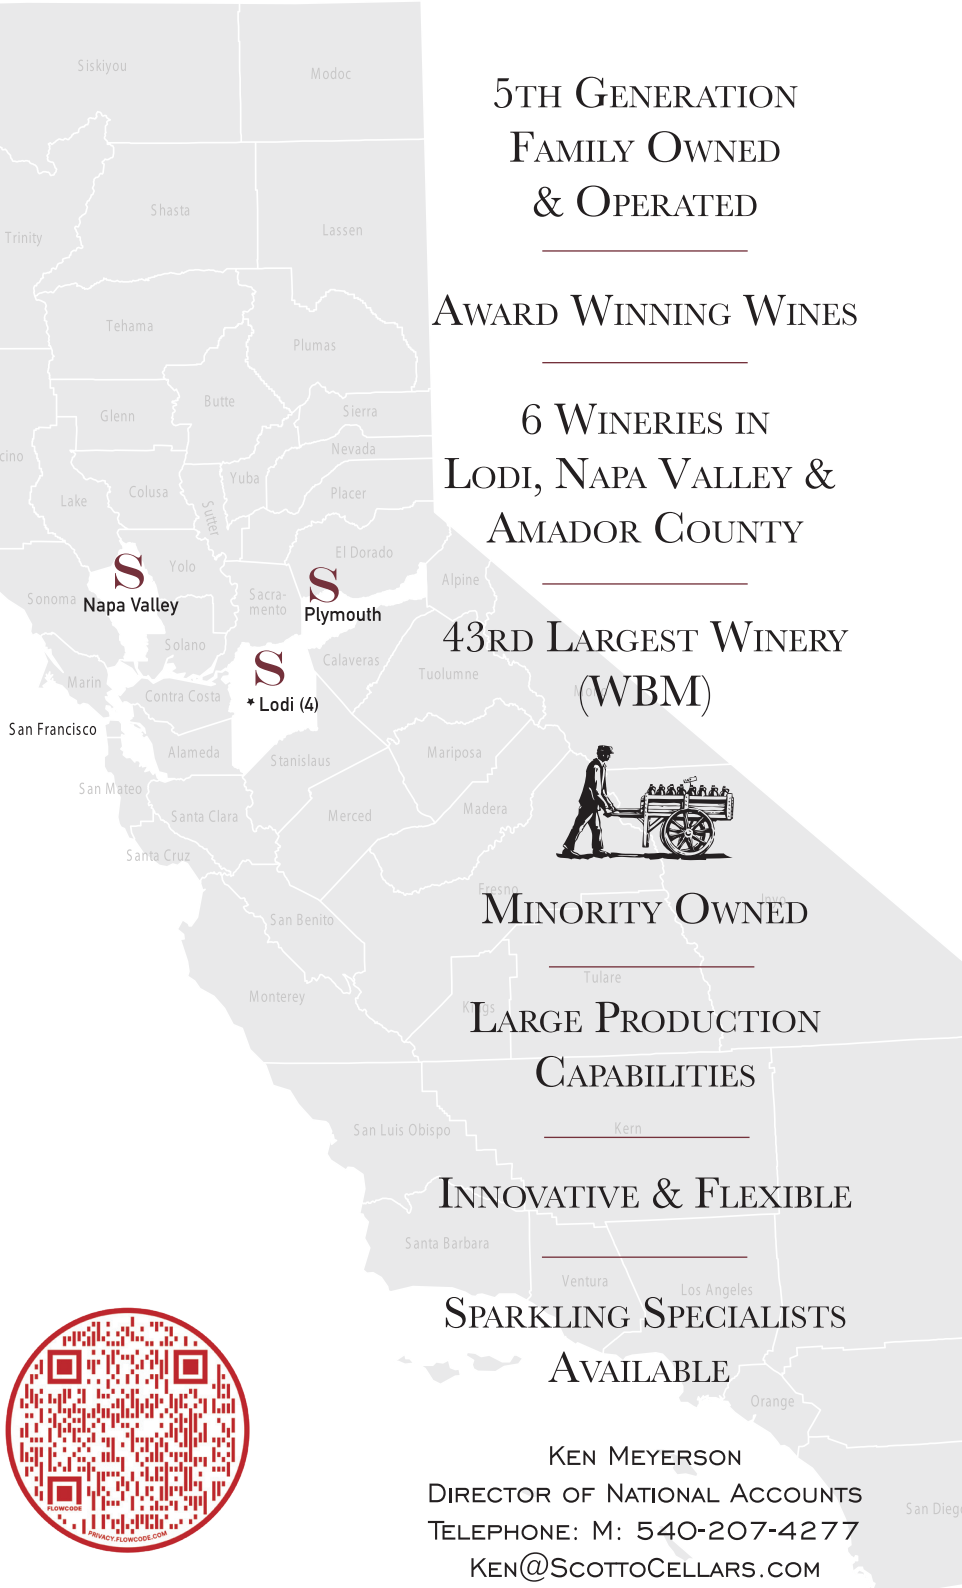 Siskiyou
Modoc
5th Generation
Family Owned
& Operated
Shasta
Lassen
Trinity
Award Winning Wines
Tehama
Plumas
6 Wineries in
Lodi, Napa Valley &
Amador County
Butte
Sierra
Glenn
Nevada
cino
Yuba
Placer
Colusa
Lake
Sutter
El Dorado
Yolo
Alpine
S
Napa Valley
S
Plymouth
Sonoma
Sacra-
mento
43rd Largest Winery
(WBM)
Solano
Calaveras
Tuolumne
S
* Lodi (4)
Marin
Contra Costa
San Francisco
Alameda
Stanislaus
Mariposa
San Mateo
Santa Clara
Merced
Madera
Santa Cruz
Fresno
Inyo
Minority Owned
San Benito
Tulare
Monterey
Kings
Large Production
Capabilities
San Luis Obispo
Kern
Innovative & Flexible
Santa Barbara
Ventura
Los Angeles
Sparkling Specialists
Available
Orange
San Dieg
Ken Meyerson
Director of National Accounts
Telephone: M: 540-207-4277
Ken@ScottoCellars.com
FLOWCODE
PRIVACY.FLOWCODE.COM